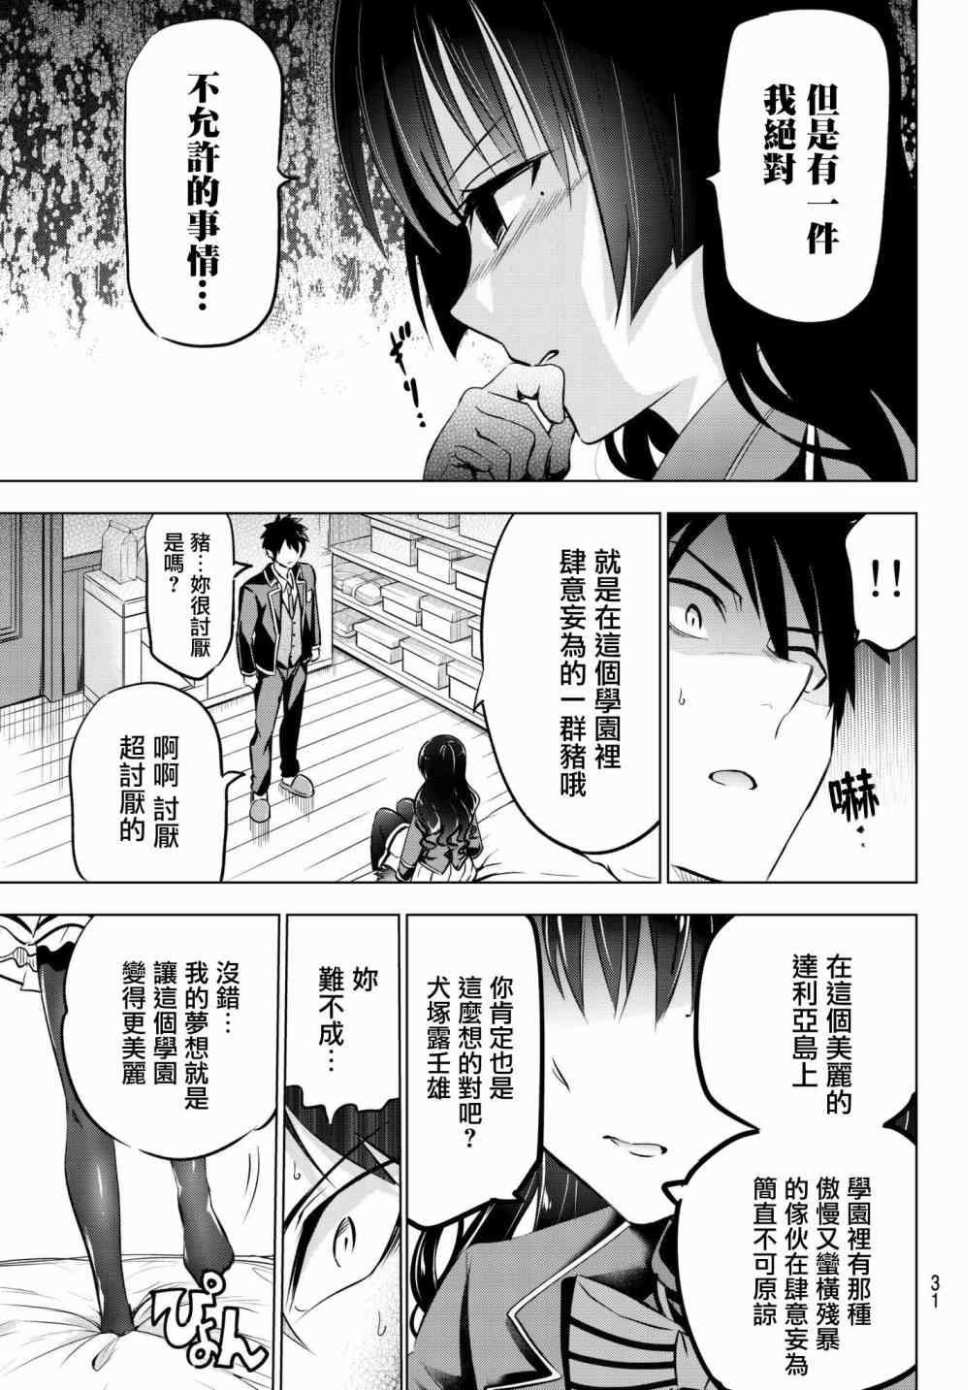 但是有一件
我絕對
不允許的事情…
ギリ…
!!
嚇…
就是在這個學園裡
肆意妄為的一群豬哦
豬…妳很討厭
是嗎?
啊啊 討厭
超討厭的
在這個美麗的
達利亞島上
學園裡有那種
傲慢又蠻橫殘暴
的傢伙在肆意妄為
簡直不可原諒
你肯定也是
這麼想的對吧?
犬塚露壬雄
妳
難不成…
沒錯…
我的夢想就是
讓這個學園
變得更美麗
ぴょん
31